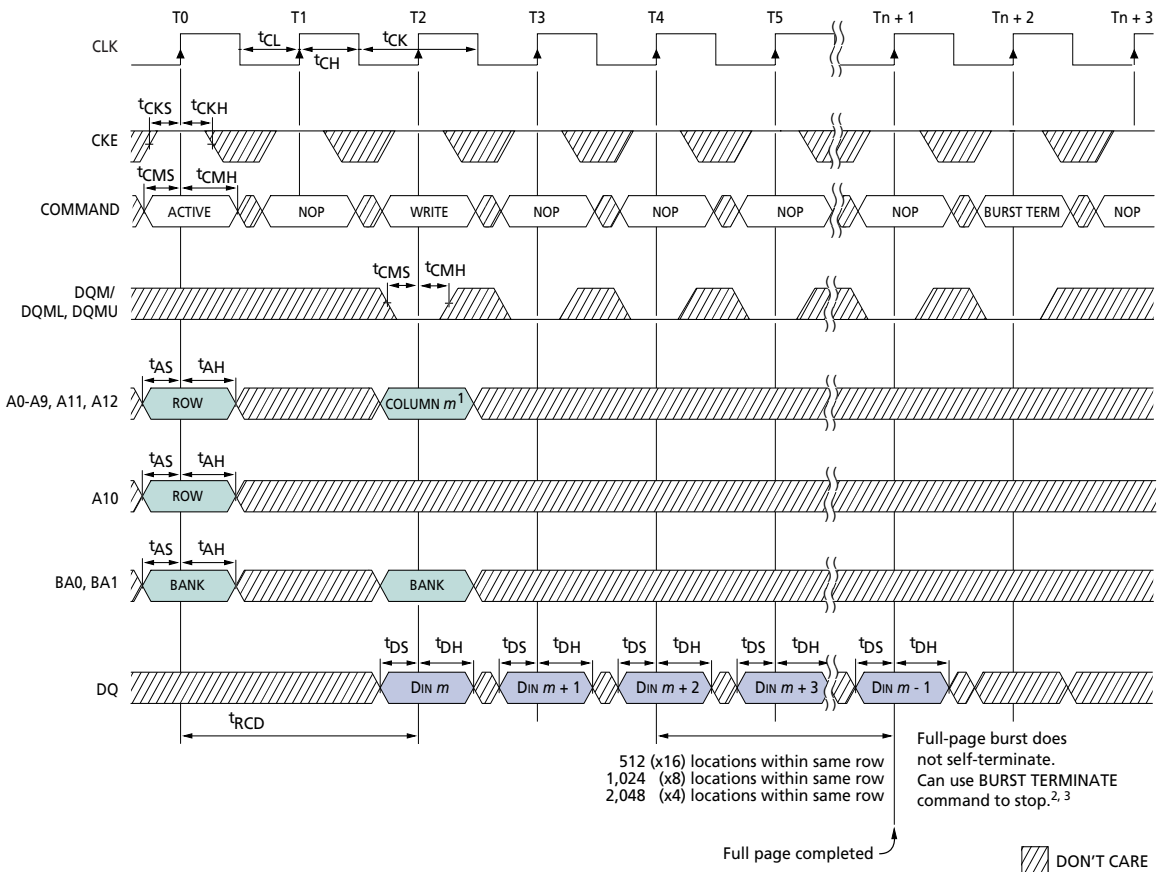 T0 T1 T2 T3 T4 T5 Tn + 1 Tn + 2 Tn + 3
CLK
tCL tCK
tCH
tCKS tCKH
CKE
tCMS tCMH
COMMAND ACTIVE NOP WRITE NOP NOP NOP NOP BURST TERM NOP
tCMS tCMH
DQM/
DQML, DQMU
tAS tAH
A0-A9, A11, A12 ROW COLUMN m1
tAS tAH
A10 ROW
tAS tAH
BA0, BA1 BANK BANK
tDS tDH tDS tDH tDS tDH tDS tDH tDS tDH
DQ DIN m DIN m + 1 DIN m + 2 DIN m + 3 DIN m - 1
tRCD
512 (x16) locations within same row
1,024 (x8) locations within same row
2,048 (x4) locations within same row
Full-page burst does
not self-terminate.
Can use BURST TERMINATE
command to stop.2, 3
Full page completed
DON'T CARE